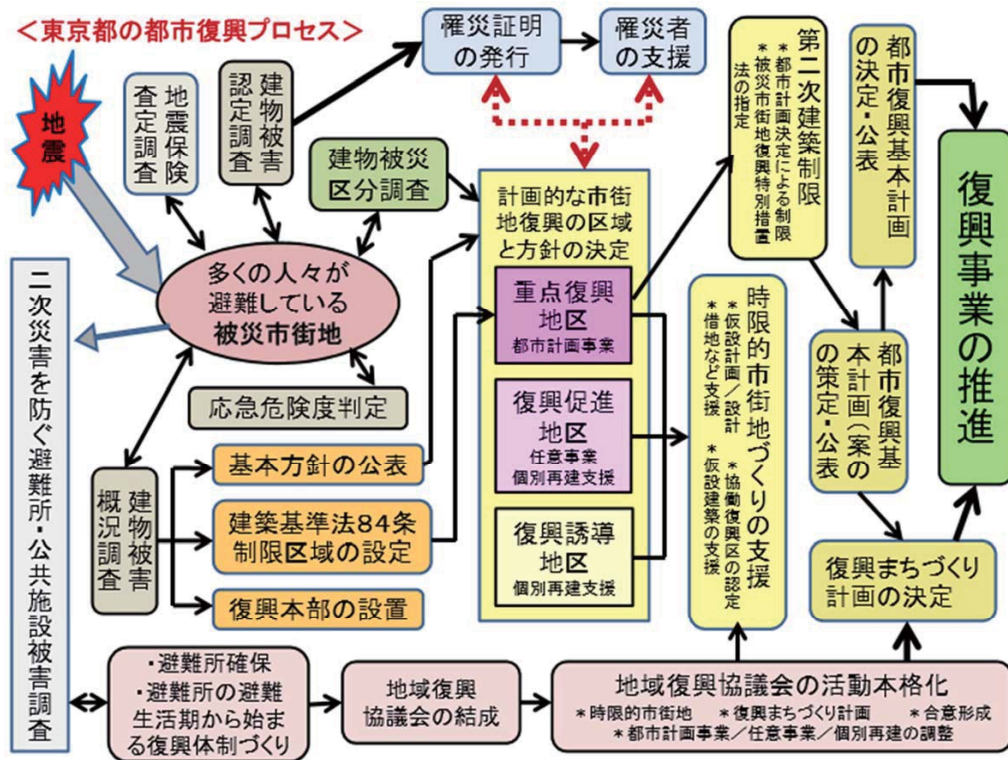 <東京都の都市復興プロセス>
地震
地震保険
査定調査
建物被害
認定調査
罹災証明
の発行
罹災者
の支援
建物被災
区分調査
第二次建築制限
*都市計画決定による制限
*被災市街地復興特別措置
法の指定
都市復興基本計画
の決定・公表
復興事業の推進
多くの人々が
避難している
被災市街地
計画的な市街
地復興の区域
と方針の決定
重点復興
地区
都市計画事業
復興促進
地区
任意事業
個別再建支援
復興誘導
地区
個別再建支援
時限的市街地づくりの支援
*仮設計画/設計 *協働復興区の認定
*借地など支援 *仮設建築の支援
都市復興基
本計画(案の
の策定・公表
二次災害を防ぐ避難所・公共施設被害調査
応急危険度判定
建物被害
概況調査
基本方針の公表
建築基準法84条
制限区域の設定
復興本部の設置
復興まちづくり
計画の決定
・避難所確保
・避難所の避難
生活期から始ま
る復興体制づくり
地域復興
協議会の結成
地域復興協議会の活動本格化
*時限的市街地 *復興まちづくり計画 *合意形成
*都市計画事業/任意事業/個別再建の調整